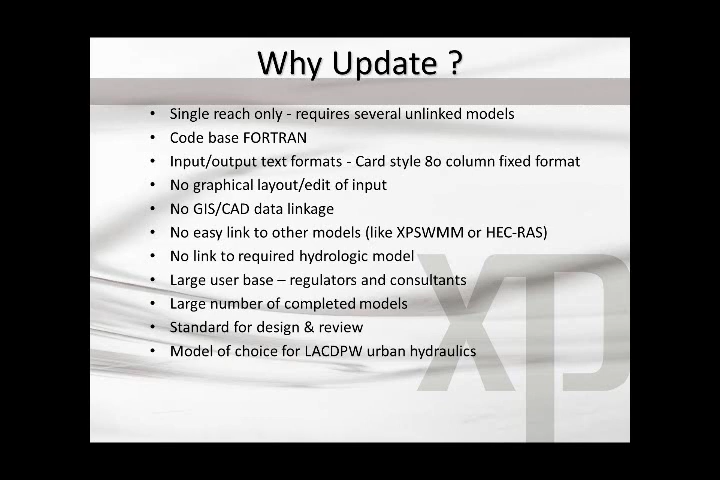 Why Update ?
• Single reach only - requires several unlinked models
• Code base FORTRAN
• Input/output text formats - Card style 8o column fixed format
• No graphical layout/edit of input
• No GIS/CAD data linkage
• No easy link to other models (like XPSWMM or HEC-RAS)
• No link to required hydrologic model
• Large user base – regulators and consultants
• Large number of completed models
• Standard for design & review
• Model of choice for LACDPW urban hydraulics
xp